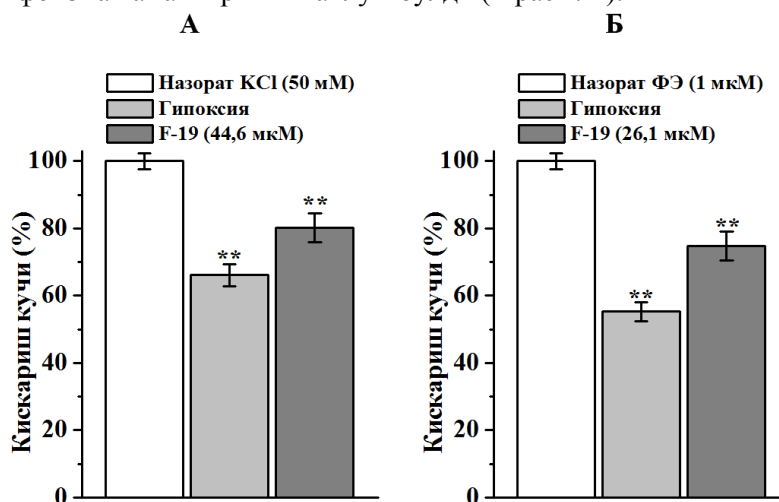 А
Назорат KCl (50 мМ)
Гипоксия
F-19 (44,6 мкМ)
**
**
Кискариш кучи (%)
100
80
60
40
20
0
Б
Назорат ФЭ (1 мкМ)
Гипоксия
F-19 (26,1 мкМ)
**
**
Кискариш кучи (%)
100
80
60
40
20
0